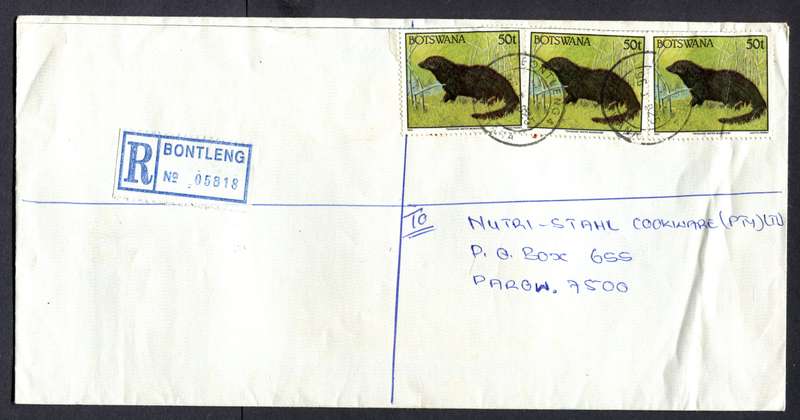 BOTSWANA 50t BOTSWANA 50t BOTSWANA 50t
BONTLENG
R BONTLENG
Nº 05818
TO NUTRI-STAHL COOKWARE (PTY) LTD
P.O. BOX 655
PAROW. 7500